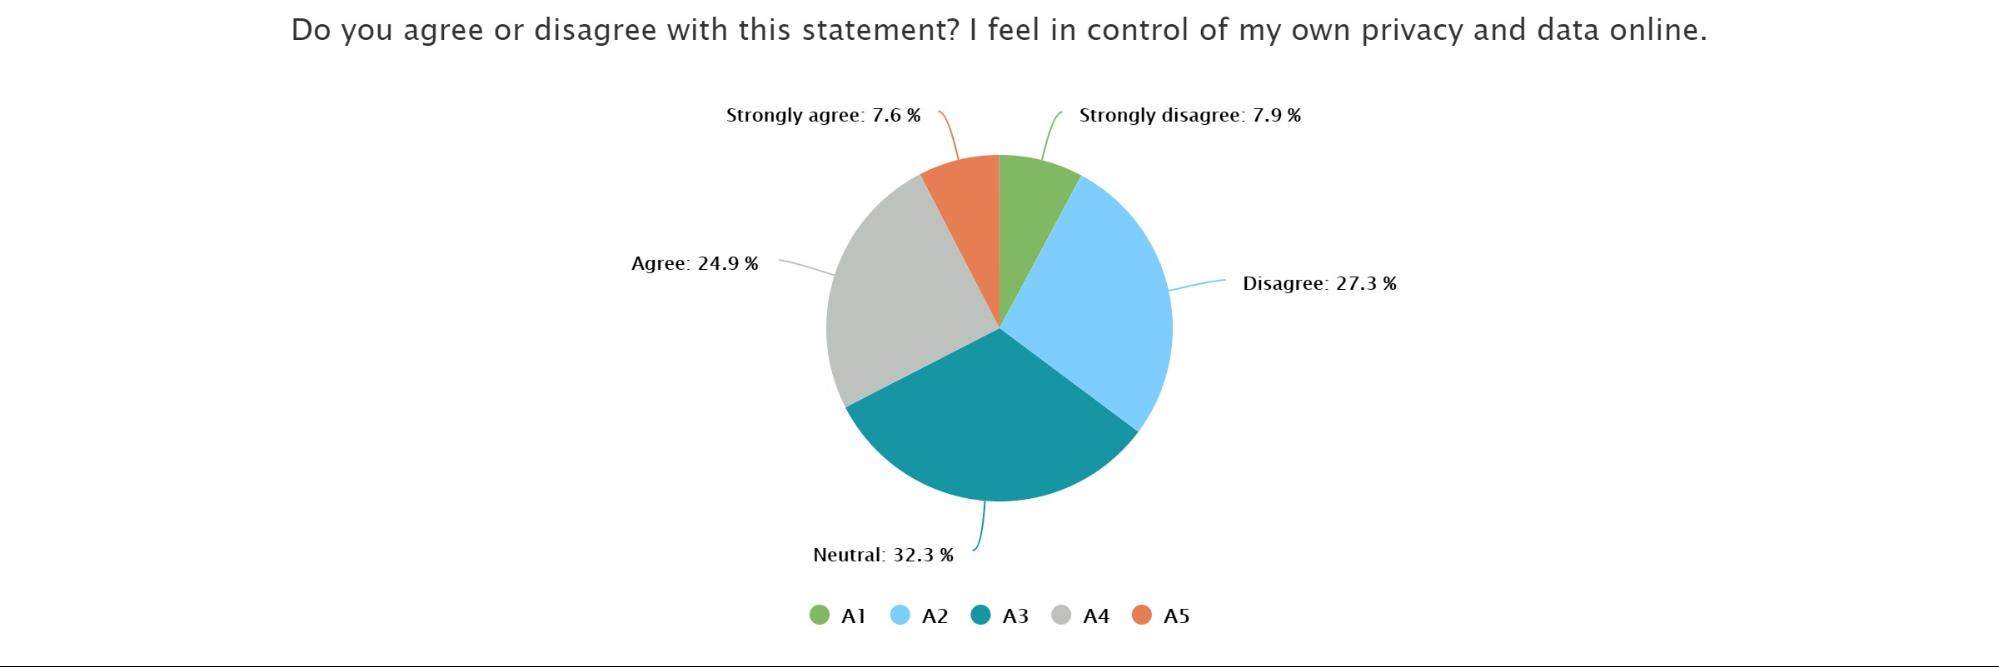 Do you agree or disagree with this statement? I feel in control of my own privacy and data online.
Strongly agree: 7.6 %
Strongly disagree: 7.9 %
Agree: 24.9 %
Disagree: 27.3 %
Neutral: 32.3 %
A1 A2 A3 A4 A5